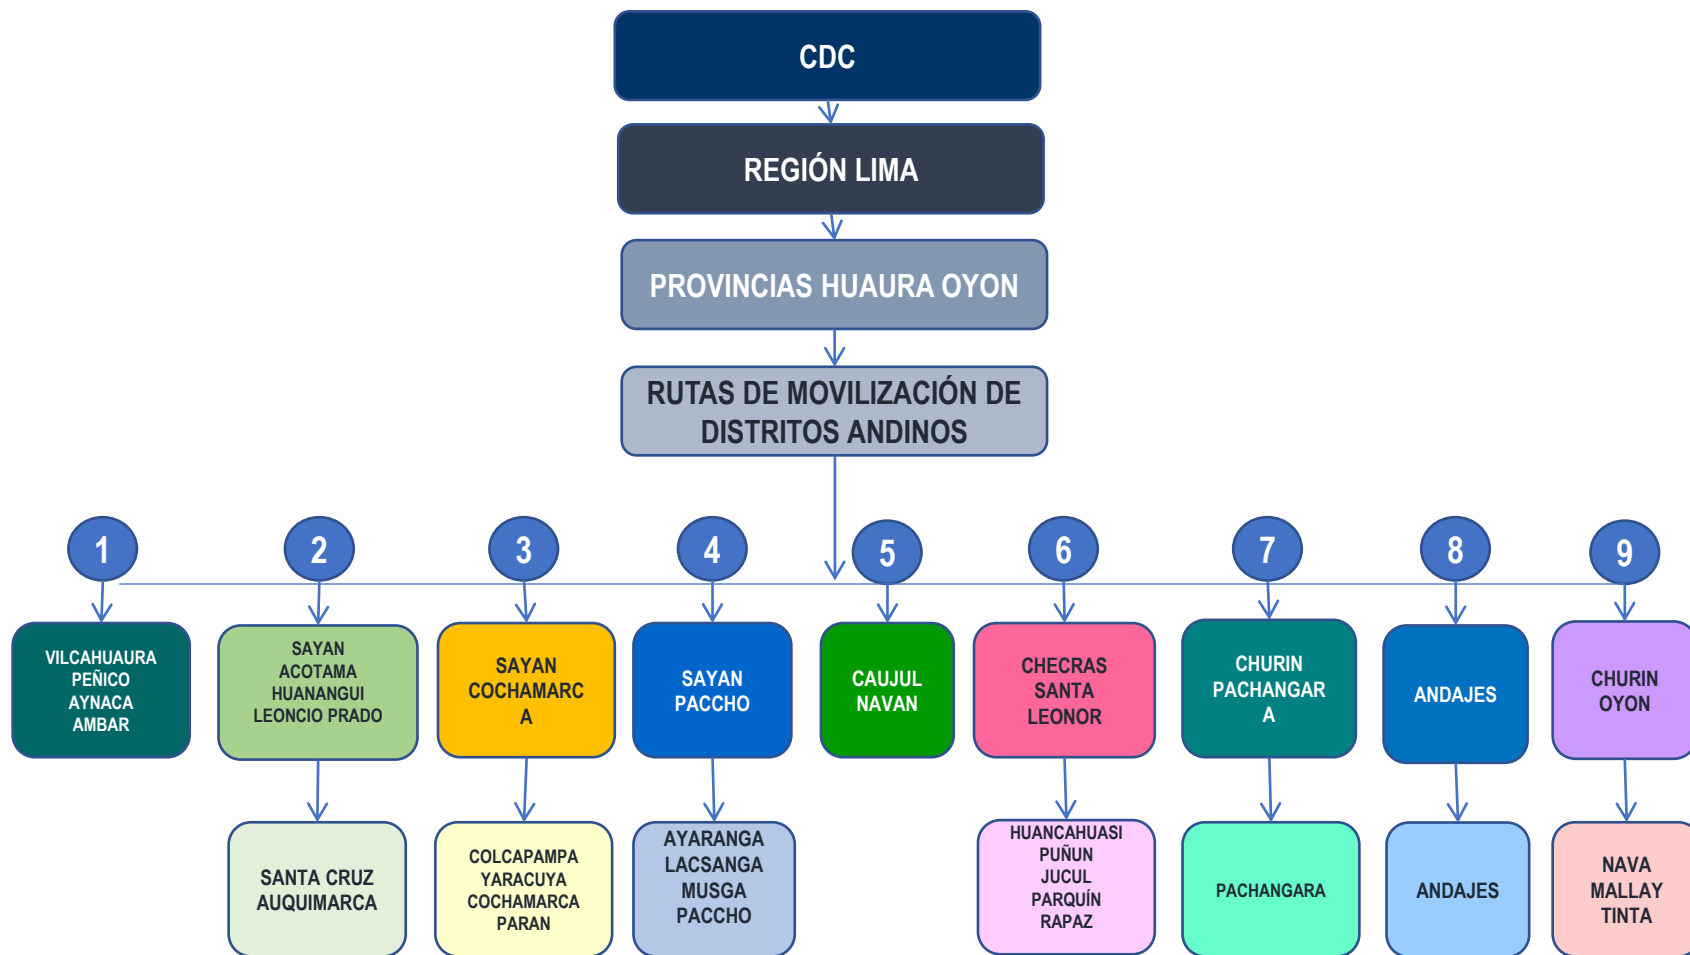 CDC
REGIÓN LIMA
PROVINCIAS HUAURA OYON
RUTAS DE MOVILIZACIÓN DE
DISTRITOS ANDINOS
1
2
3
4
5
6
7
8
9
VILCAHUAURA
PEÑICO
AYNACA
AMBAR
SAYAN
ACOTAMA
HUANANGUI
LEONCIO PRADO
SAYAN
COCHAMARC
A
SAYAN
PACCHO
CAUJUL
NAVAN
CHECRAS
SANTA
LEONOR
CHURIN
PACHANGAR
A
ANDAJES
CHURIN
OYON
SANTA CRUZ
AUQUIMARCA
COLCAPAMPA
YARACUYA
COCHAMARCA
PARAN
AYARANGA
LACSANGA
MUSGA
PACCHO
HUANCAHUASI
PUÑUN
JUCUL
PARQUÍN
RAPAZ
PACHANGARA
ANDAJES
NAVA
MALLAY
TINTA